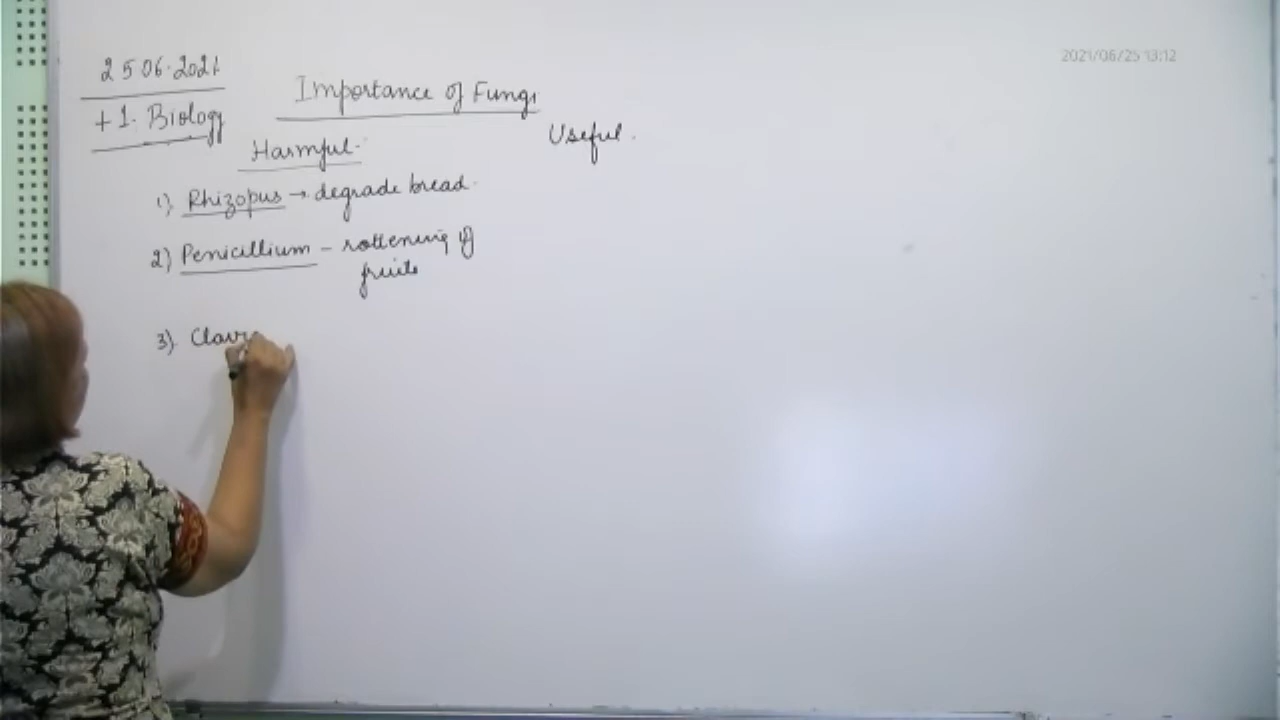 2021/06/25 13:12
25.06.2021
+1. Biology
Importance of Fungi
Harmful.
Useful.
1) Rhizopus → degrade bread.
2) Penicillium – rottening of
fruits
3). Clavi